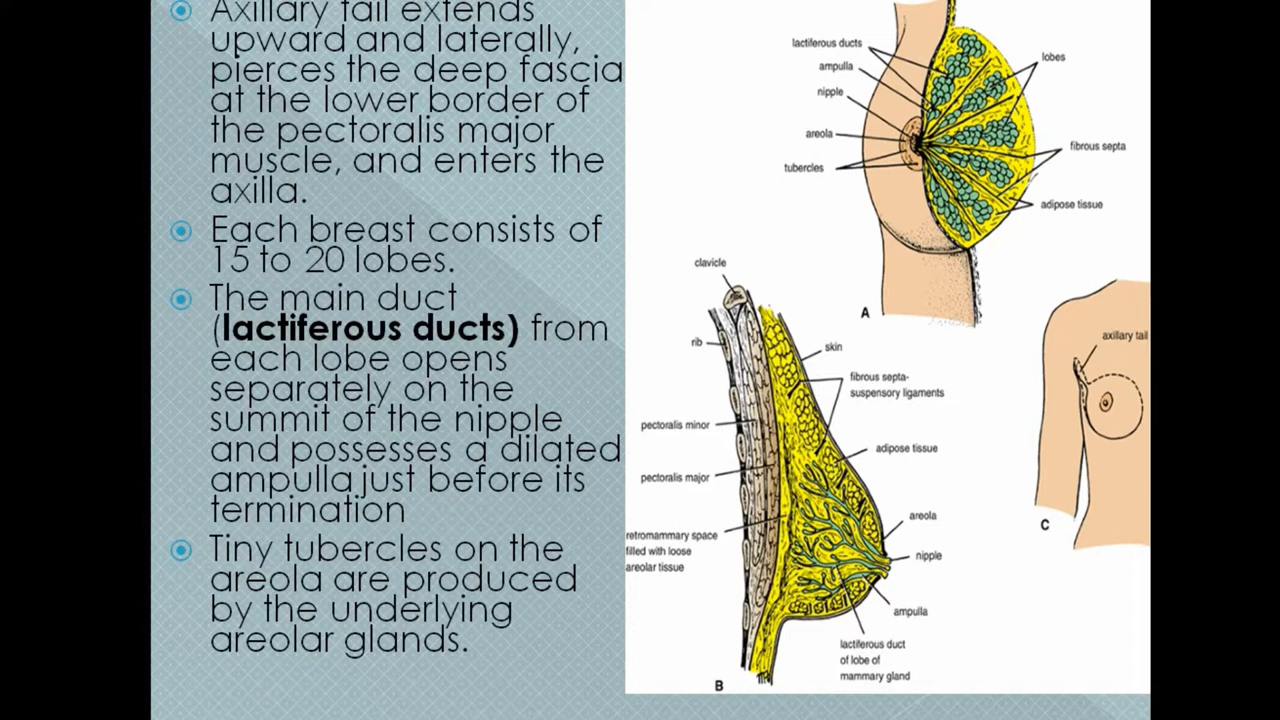 Axillary tail extends
upward and laterally,
pierces the deep fascia
at the lower border of
the pectoralis major
muscle, and enters the
axilla.
Each breast consists of
15 to 20 lobes.
The main duct
(lactiferous ducts) from
each lobe opens
separately on the
summit of the nipple
and possesses a dilated
ampulla just before its
termination
Tiny tubercles on the
areola are produced
by the underlying
areolar glands.
lactiferous ducts
ampulla
nipple
areola
tubercles
lobes
fibrous septa
adipose tissue
A
clavicle
rib
skin
fibrous septa-
suspensory ligaments
pectoralis minor
adipose tissue
pectoralis major
areola
retromammary space
filled with loose
areolar tissue
nipple
ampulla
lactiferous duct
of lobe of
mammary gland
B
axillary tail
C